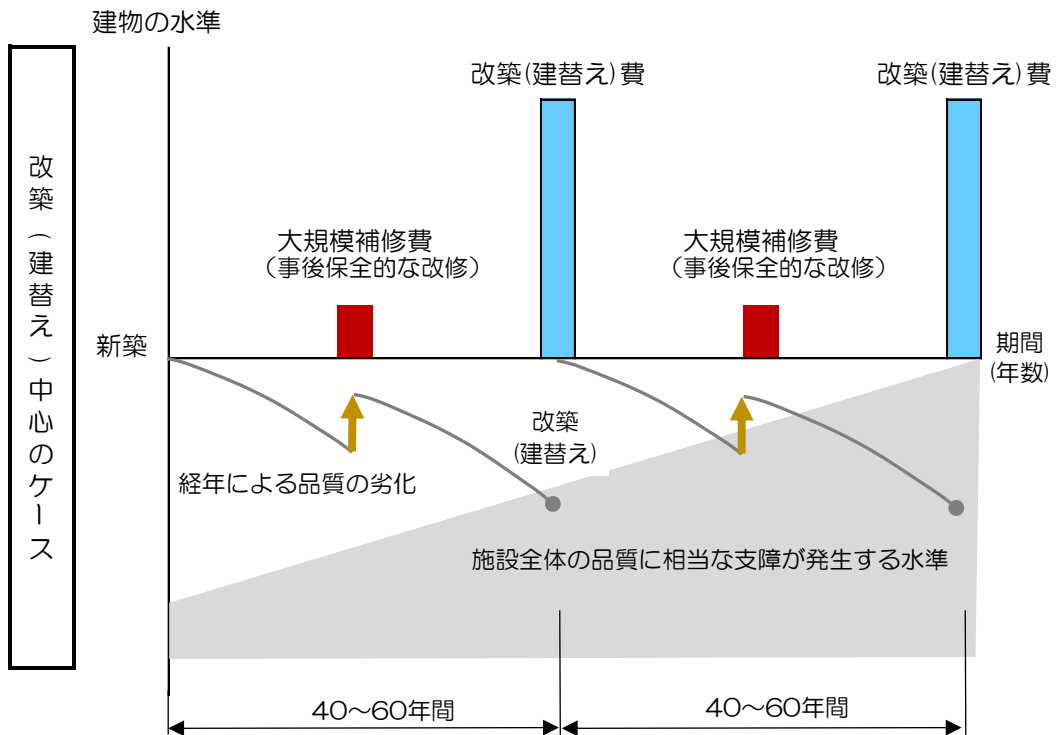 建物の水準
改築（建替え）中心のケース
改築(建替え)費
改築(建替え)費
大規模補修費
（事後保全的な改修）
大規模補修費
（事後保全的な改修）
新築
期間
(年数)
改築
(建替え)
経年による品質の劣化
施設全体の品質に相当な支障が発生する水準
40～60年間
40～60年間